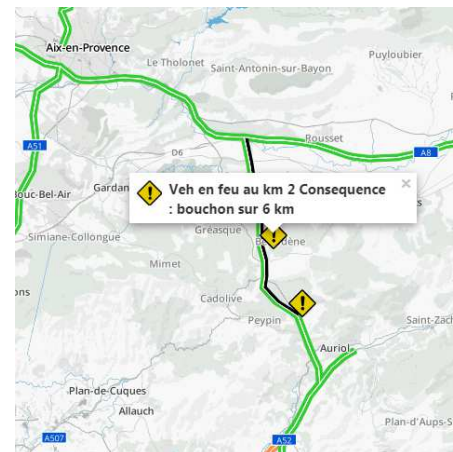 Aix-en-Provence
Puyloubier
Le Tholonet
Saint-Antonin-sur-Bayon
A51
D6
Rousset
A8
Bouc-Bel-Air
Gardan
Veh en feu au km 2 Consequence
: bouchon sur 6 km
×
Simiane-Collongue
Gréasque
Mimet
Cadolive
Peypin
Saint-Zach
Auriol
Plan-de-Cuques
Allauch
Plan-d'Aups-S
A507
A52